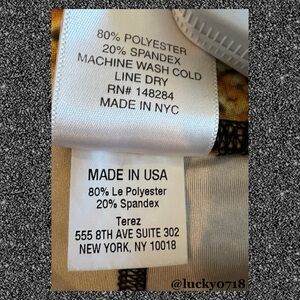 80% POLYESTER
20% SPANDEX
MACHINE WASH COLD
LINE DRY
RN# 148284
MADE IN NYC
MADE IN USA
80% Le Polyester
20% Spandex
Terez
555 8TH AVE SUITE 302
NEW YORK, NY 10018
@lucky0718